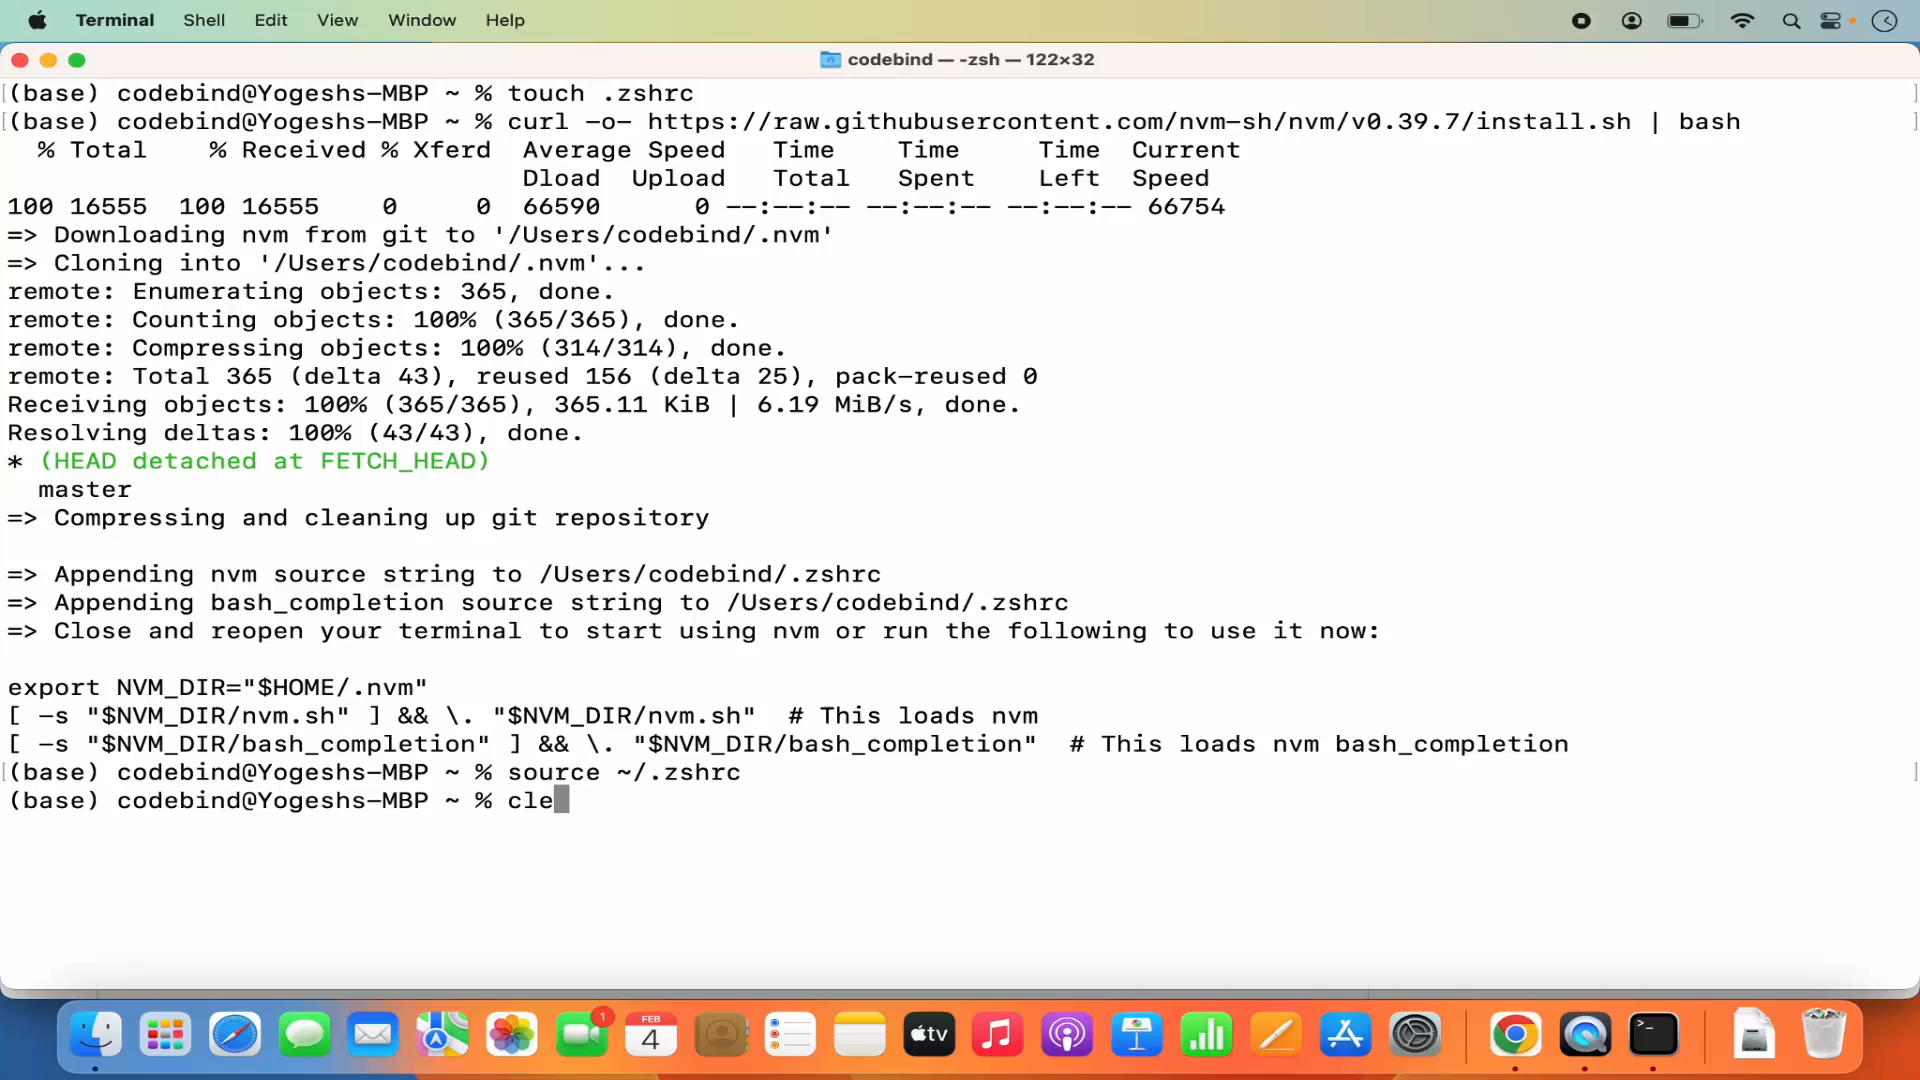 Terminal Shell Edit View Window Help
codebind — -zsh — 122×32
(base) codebind@Yogeshs-MBP ~ % touch .zshrc
(base) codebind@Yogeshs-MBP ~ % curl -o- https://raw.githubusercontent.com/nvm-sh/nvm/v0.39.7/install.sh | bash
% Total % Received % Xferd Average Speed Time Time Time Current
Dload Upload Total Spent Left Speed
100 16555 100 16555 0 0 66590 0 --:--:-- --:--:-- --:--:-- 66754
=> Downloading nvm from git to '/Users/codebind/.nvm'
=> Cloning into '/Users/codebind/.nvm'...
remote: Enumerating objects: 365, done.
remote: Counting objects: 100% (365/365), done.
remote: Compressing objects: 100% (314/314), done.
remote: Total 365 (delta 43), reused 156 (delta 25), pack-reused 0
Receiving objects: 100% (365/365), 365.11 KiB | 6.19 MiB/s, done.
Resolving deltas: 100% (43/43), done.
* (HEAD detached at FETCH_HEAD)
master
=> Compressing and cleaning up git repository
=> Appending nvm source string to /Users/codebind/.zshrc
=> Appending bash_completion source string to /Users/codebind/.zshrc
=> Close and reopen your terminal to start using nvm or run the following to use it now:
export NVM_DIR="$HOME/.nvm"
[ -s "$NVM_DIR/nvm.sh" ] && \. "$NVM_DIR/nvm.sh" # This loads nvm
[ -s "$NVM_DIR/bash_completion" ] && \. "$NVM_DIR/bash_completion" # This loads nvm bash_completion
(base) codebind@Yogeshs-MBP ~ % source ~/.zshrc
(base) codebind@Yogeshs-MBP ~ % cle
1
FEB
4
tv
>_